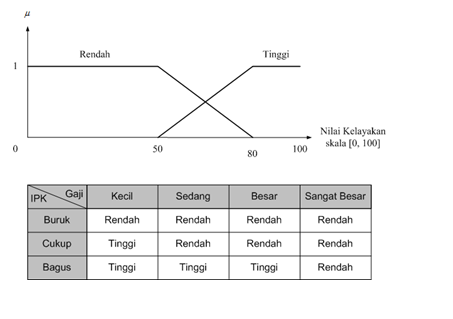 μ
Rendah
Tinggi
1
Nilai Kelayakan
skala [0, 100]
0
50
80
100
IPK Gaji Kecil Sedang Besar Sangat Besar
Buruk Rendah Rendah Rendah Rendah
Cukup Tinggi Rendah Rendah Rendah
Bagus Tinggi Tinggi Tinggi Rendah